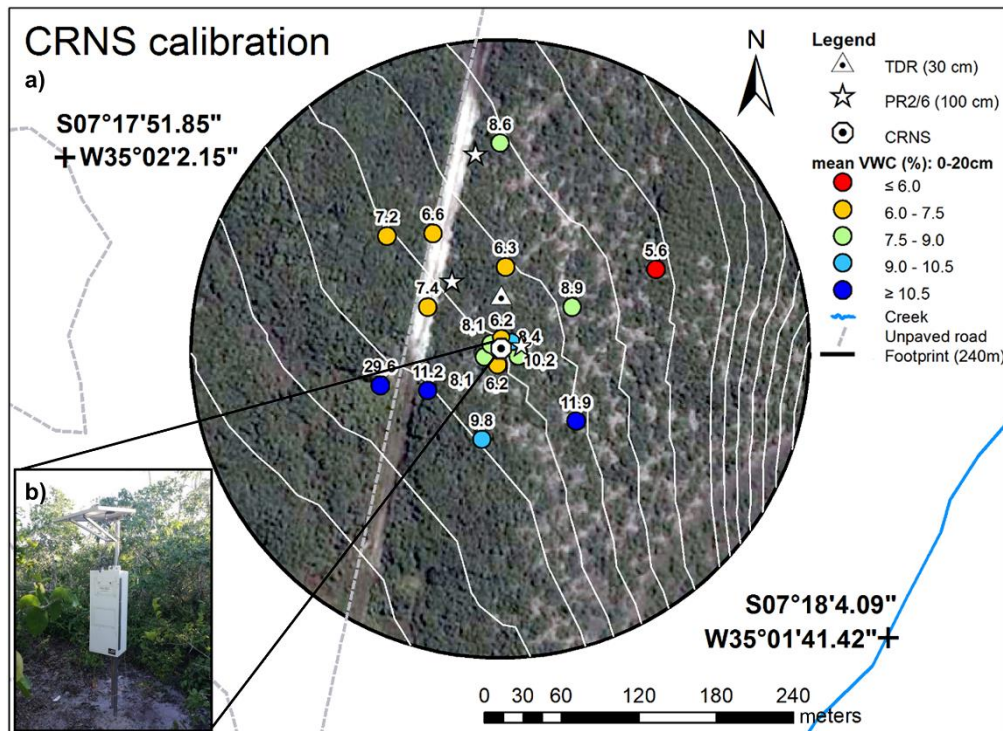 CRNS calibration
a)
S07°17'51.85"
W35°02'2.15"
N
Legend
TDR (30 cm)
PR2/6 (100 cm)
CRNS
mean VWC (%): 0-20cm
≤ 6.0
6.0 - 7.5
7.5 - 9.0
9.0 - 10.5
≥ 10.5
Creek
Unpaved road
Footprint (240m)
8.6
7.2
6.6
6.3
5.6
7.4
8.9
8.1
6.2
8.4
10.2
29.6
11.2
8.1
6.2
11.9
9.8
b)
S07°18'4.09"
W35°01'41.42"
0 30 60 120 180 240
meters